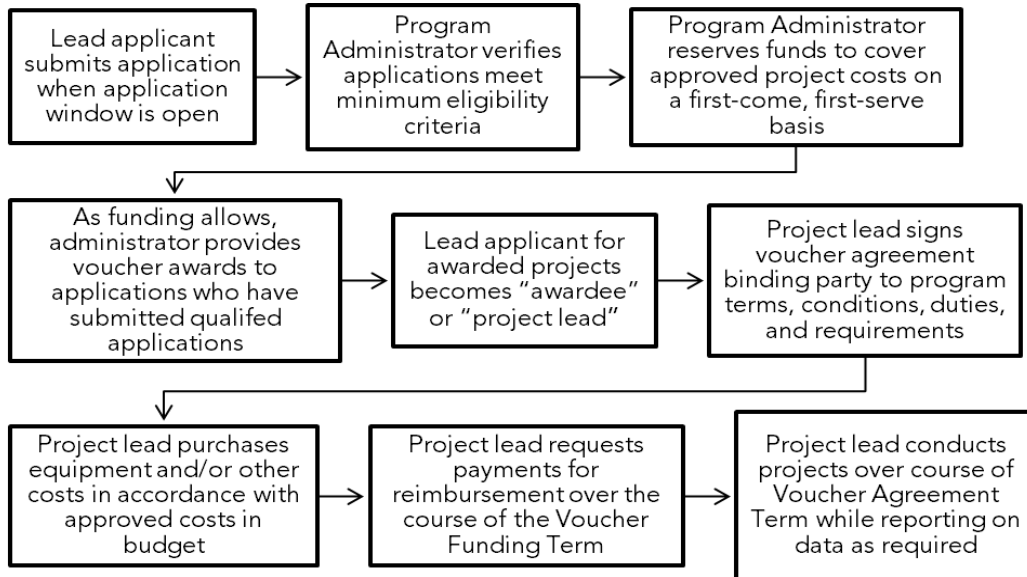 Lead applicant
submits application
when application
window is open
Program
Administrator verifies
applications meet
minimum eligibility
criteria
Program Administrator
reserves funds to cover
approved project costs on
a first-come, first-serve
basis
As funding allows,
administrator provides
voucher awards to
applications who have
submitted qualifed
applications
Lead applicant for
awarded projects
becomes “awardee”
or “project lead”
Project lead signs
voucher agreement
binding party to program
terms, conditions, duties,
and requirements
Project lead purchases
equipment and/or other
costs in accordance with
approved costs in
budget
Project lead requests
payments for
reimbursement over the
course of the Voucher
Funding Term
Project lead conducts
projects over course of
Voucher Agreement
Term while reporting on
data as required